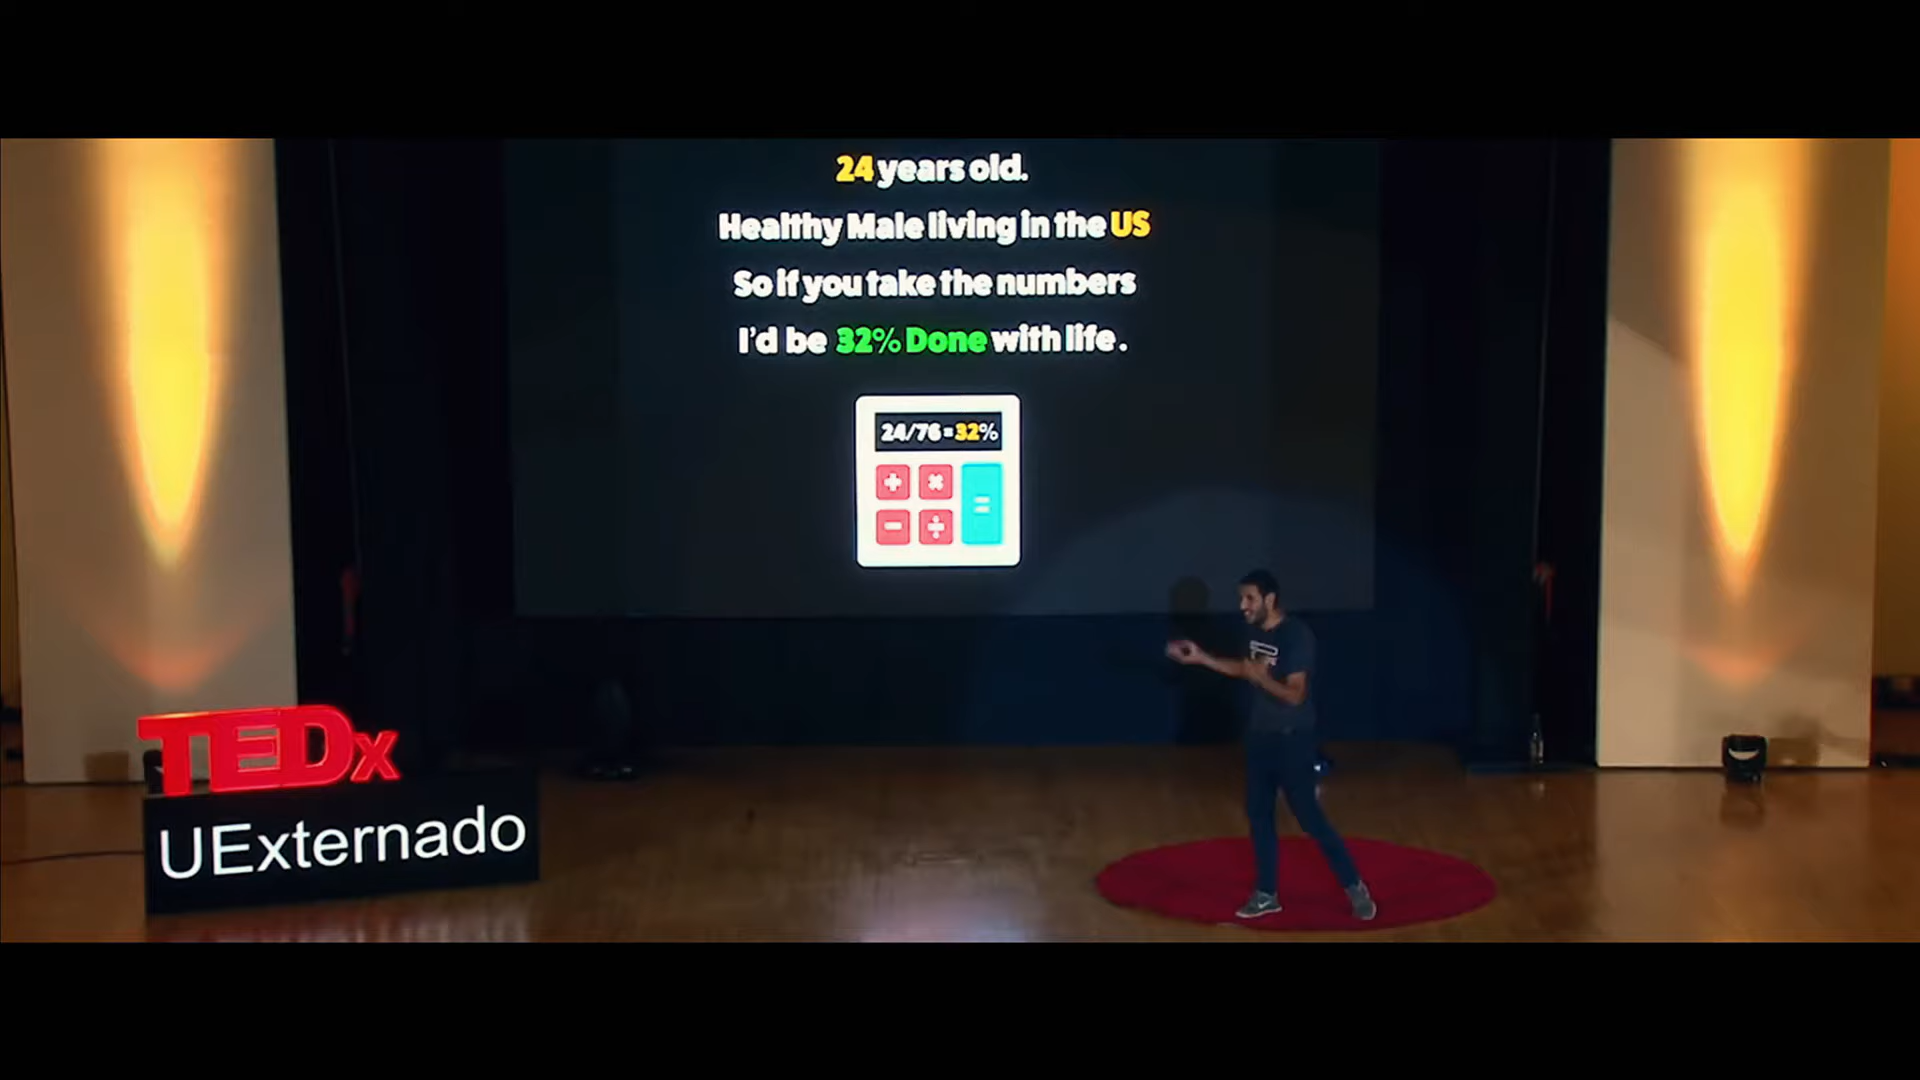 24 years old.
Healthy Male living in the US
So if you take the numbers
I'd be 32% Done with life.
24/76=32%
+ ×
=
- ÷
TEDx
UExternado